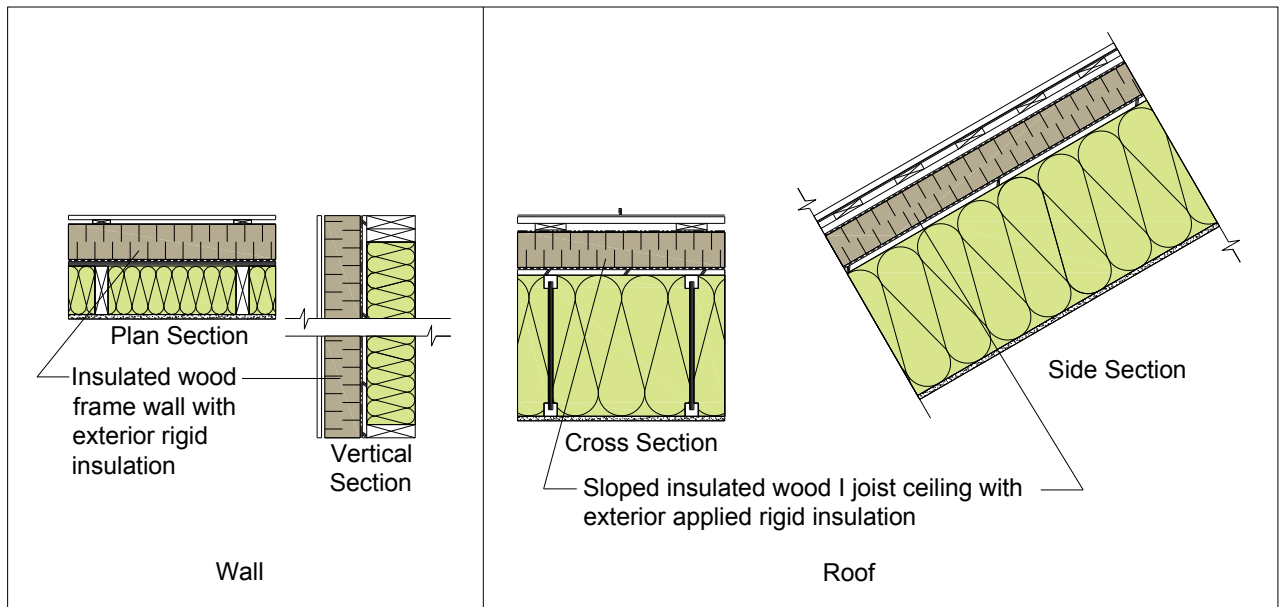 Plan Section
Insulated wood
frame wall with
exterior rigid
insulation
Vertical
Section
Wall
Cross Section
Side Section
Sloped insulated wood I joist ceiling with
exterior applied rigid insulation
Roof